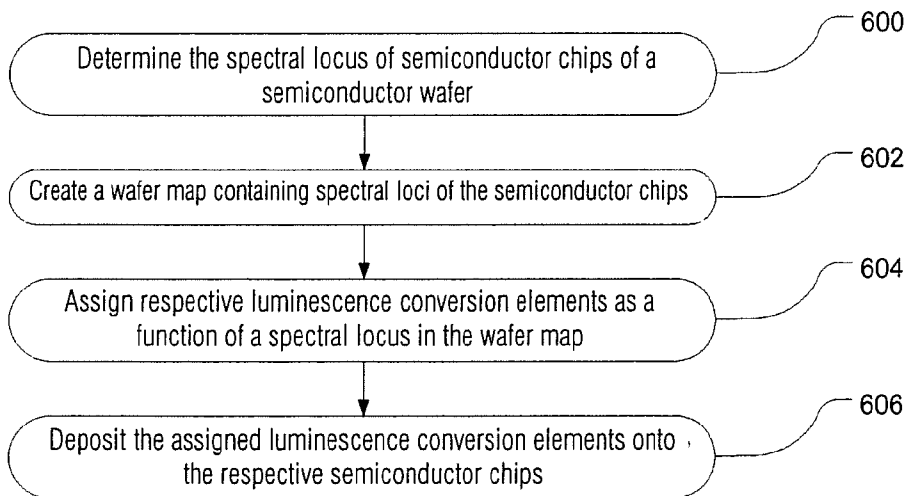 600
Determine the spectral locus of semiconductor chips of a
semiconductor wafer
602
Create a wafer map containing spectral loci of the semiconductor chips
604
Assign respective luminescence conversion elements as a
function of a spectral locus in the wafer map
606
Deposit the assigned luminescence conversion elements onto
the respective semiconductor chips